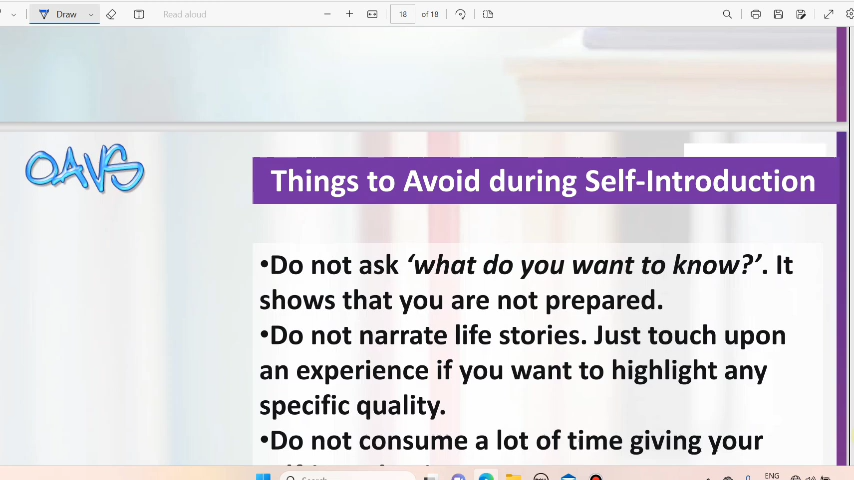 Draw
Read aloud
18 of 18
OAVS
Things to Avoid during Self-Introduction
•Do not ask ‘what do you want to know?’. It
shows that you are not prepared.
•Do not narrate life stories. Just touch upon
an experience if you want to highlight any
specific quality.
•Do not consume a lot of time giving your
Search
ENG